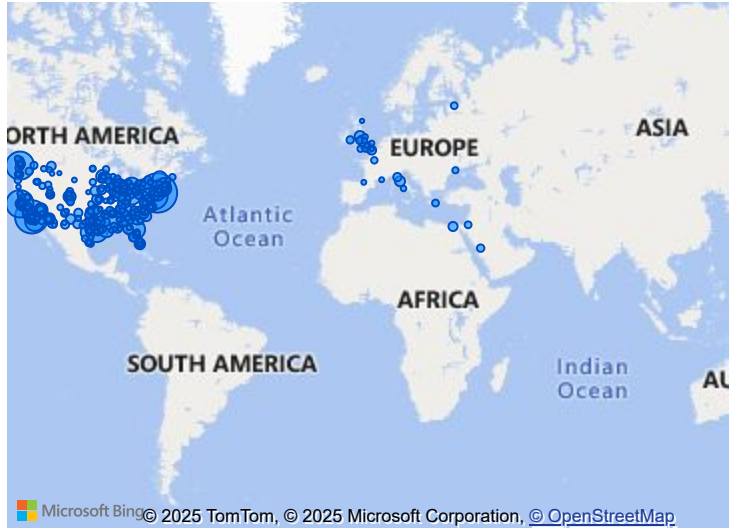 ORTH AMERICA
EUROPE
ASIA
Atlantic
Ocean
AFRICA
SOUTH AMERICA
Indian
Ocean
AU
Microsoft Bing
© 2025 TomTom, © 2025 Microsoft Corporation, © OpenStreetMap